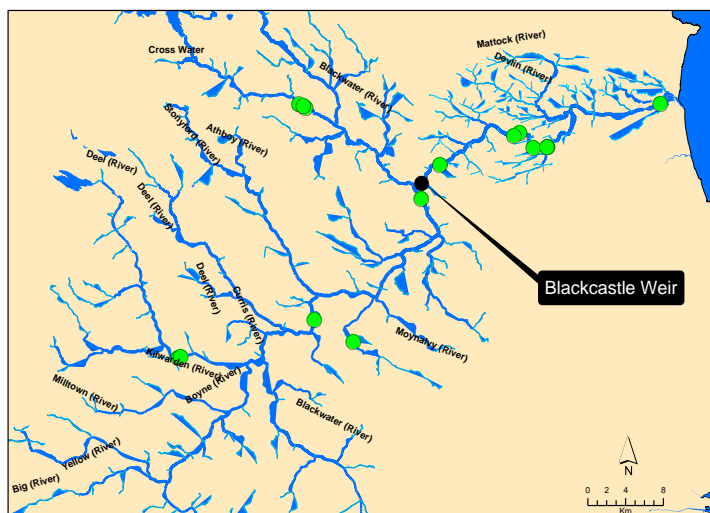 Mattock (River)
Cross Water
Devlin (River)
Blackwater (River)
Stonyford (River)
Athboy (River)
Deel (River)
Deel (River)
Deel (River)
Curris (River)
Blackcastle Weir
Moynalvy (River)
Kilwarden (River)
Boyne (River)
Milltown (River)
Blackwater (River)
Yellow (River)
Big (River)
N
0 2 4 8
Km